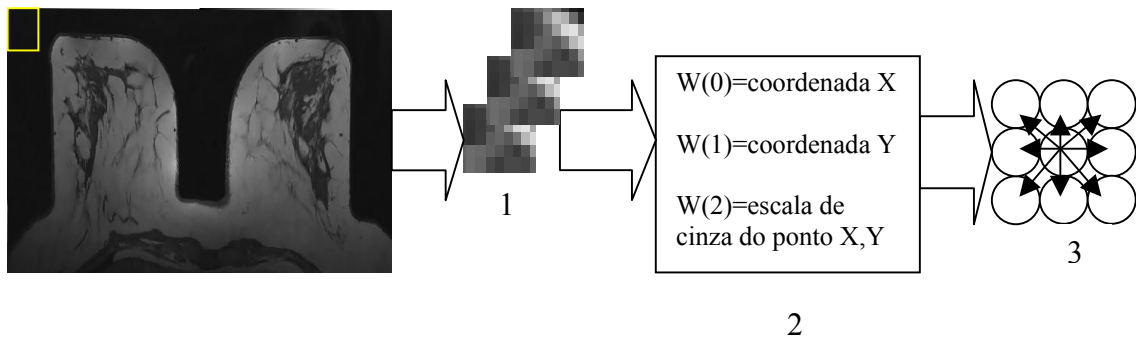 W(0)=coordenada X
W(1)=coordenada Y
W(2)=escala de
cinza do ponto X,Y
1
2
3